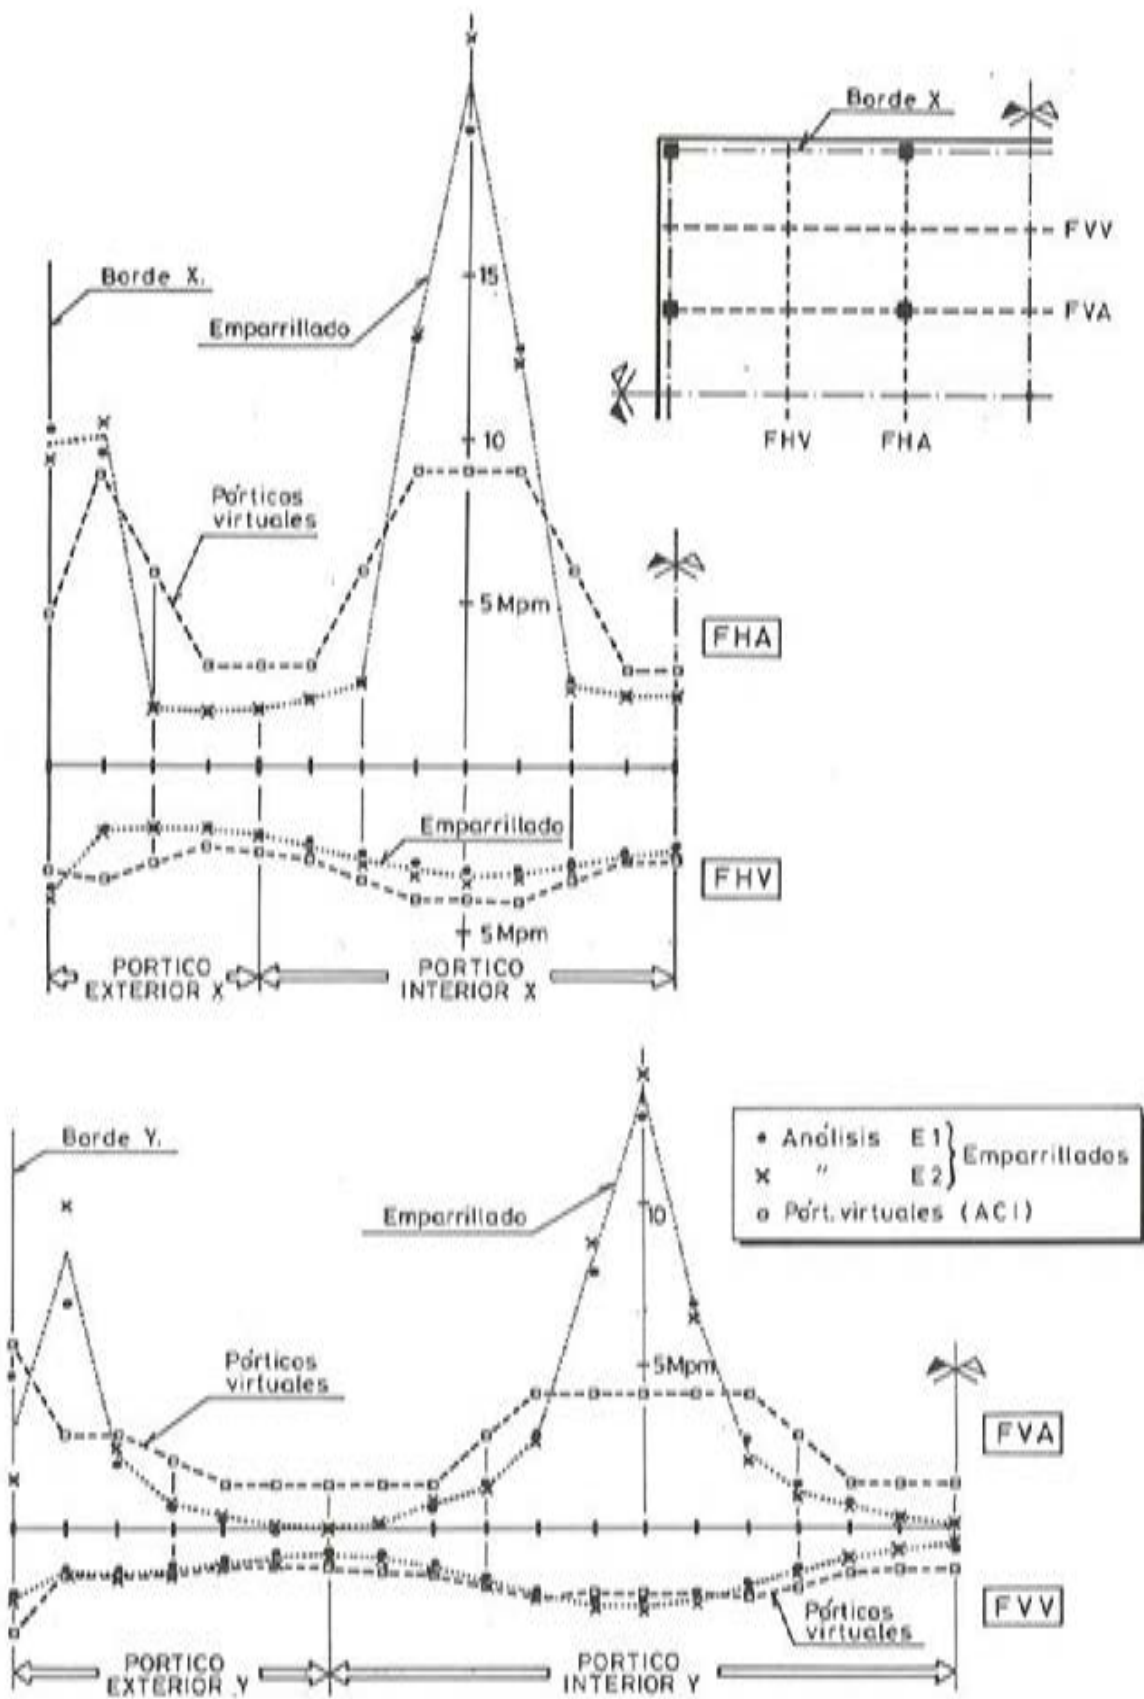 Borde X
FVV
FVA
FHV
FHA
Borde X.
Emparrillado
15
10
Pórticos
virtuales
5 Mpm
FHA
Emparrillado
FHV
5 Mpm
PORTICO
EXTERIOR X
PORTICO
INTERIOR X
Borde Y.
• Análisis E1
× " E2
Emparrillados
o Pórt. virtuales (ACI)
Emparrillado
10
Pórticos
virtuales
5 Mpm
FVA
Pórticos
virtuales
FVV
PORTICO
EXTERIOR Y
PORTICO
INTERIOR Y